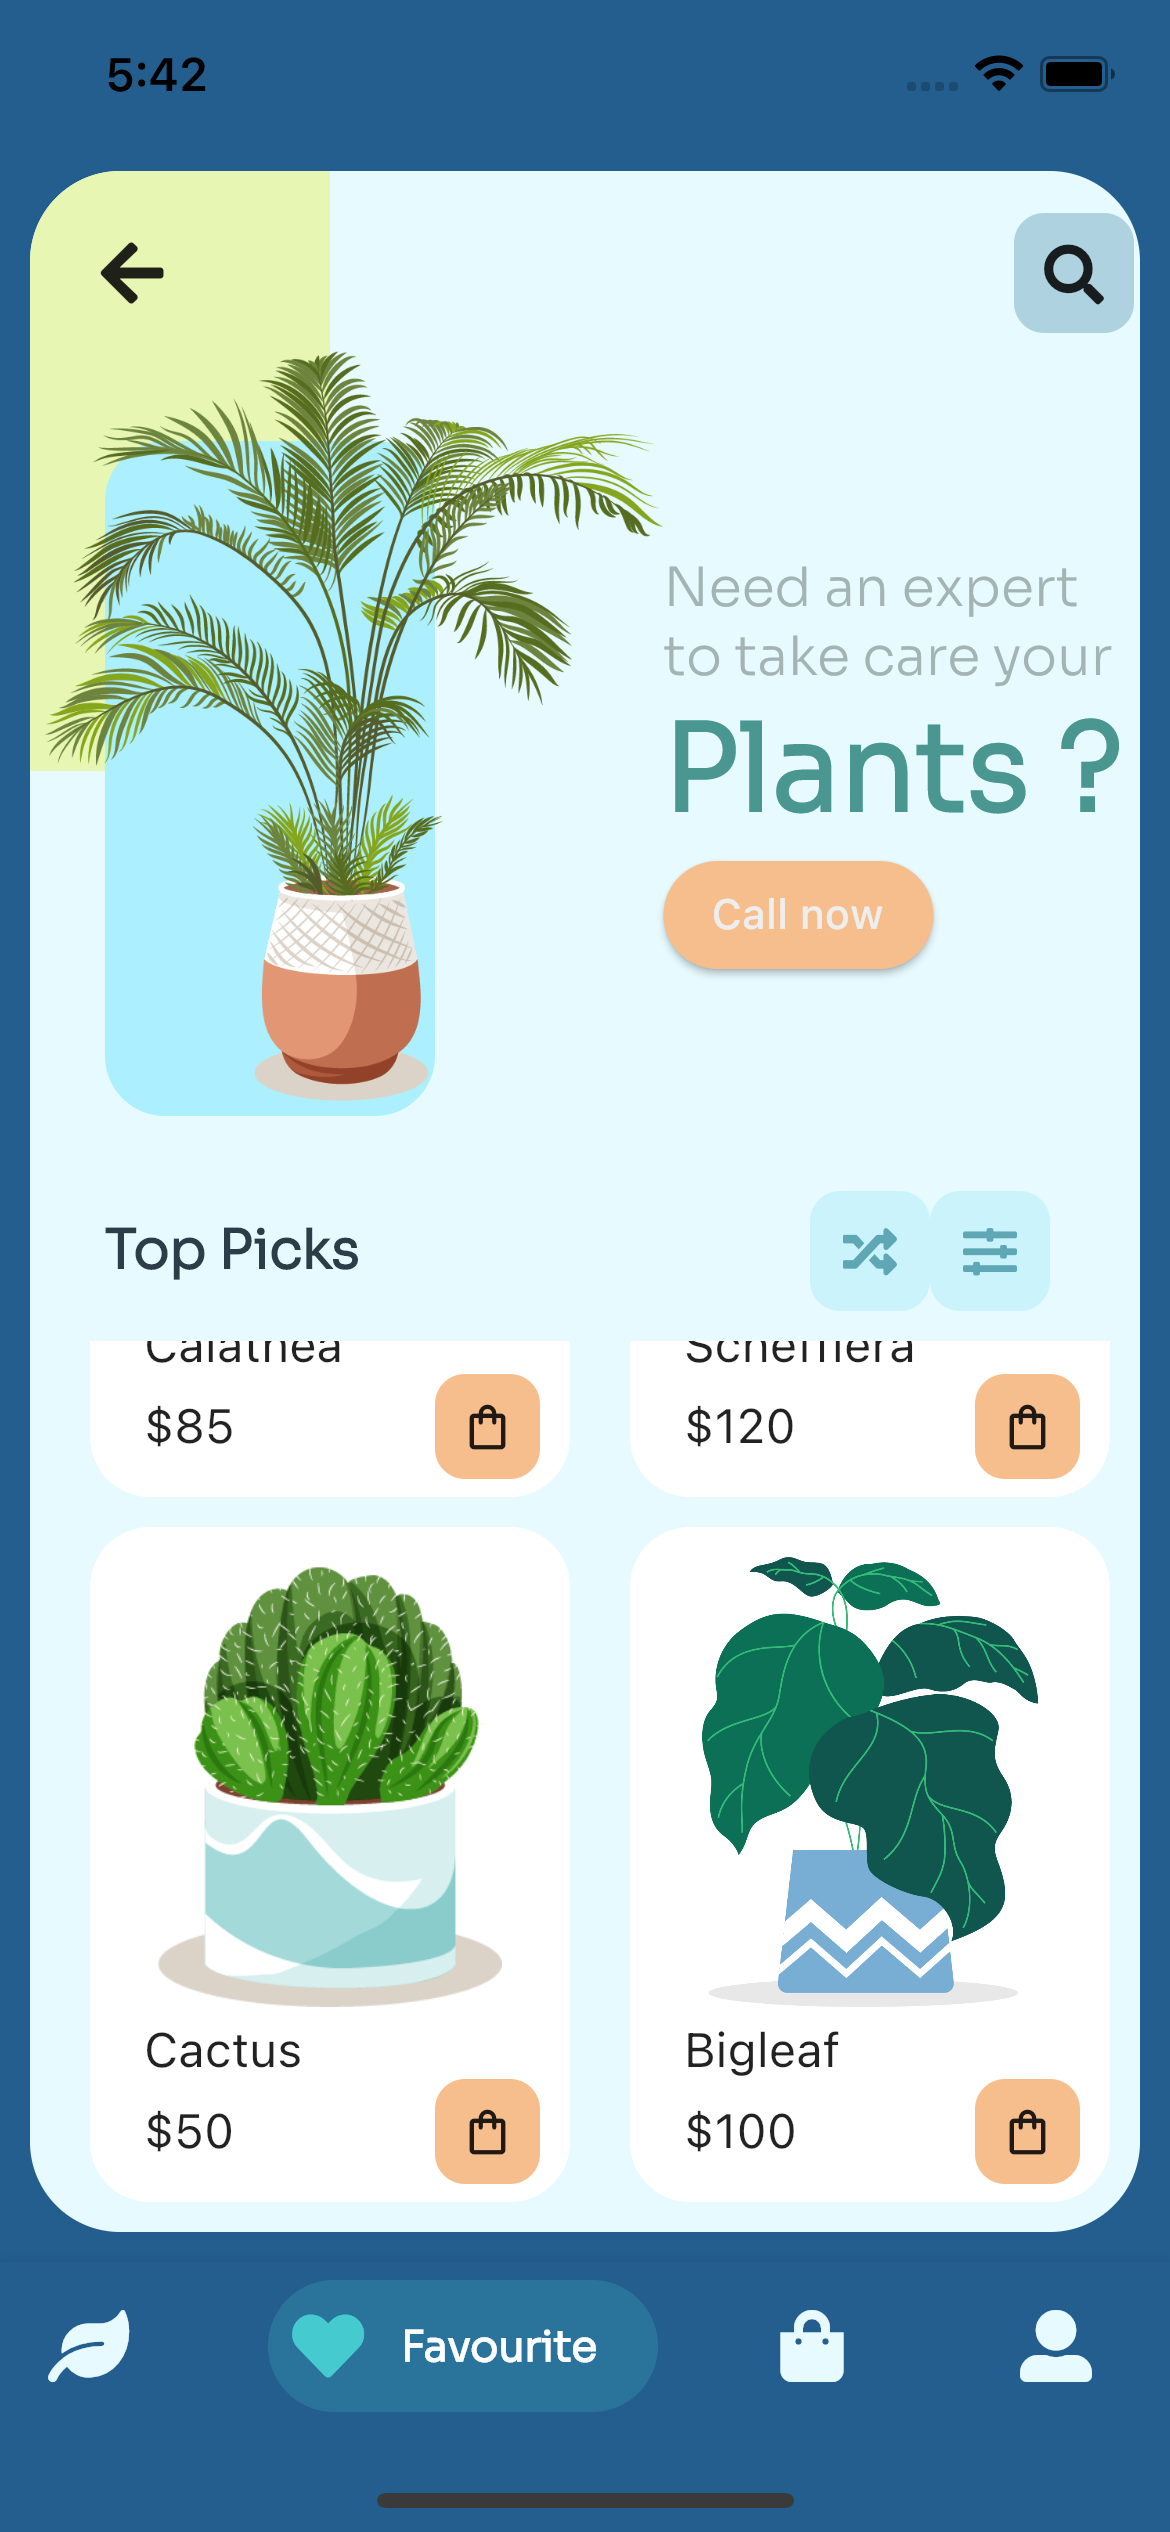 5:42
Need an expert
to take care your
Plants ?
Call now
Top Picks
Calathea
Schefflera
$85
$120
Cactus
Bigleaf
$50
$100
Favourite